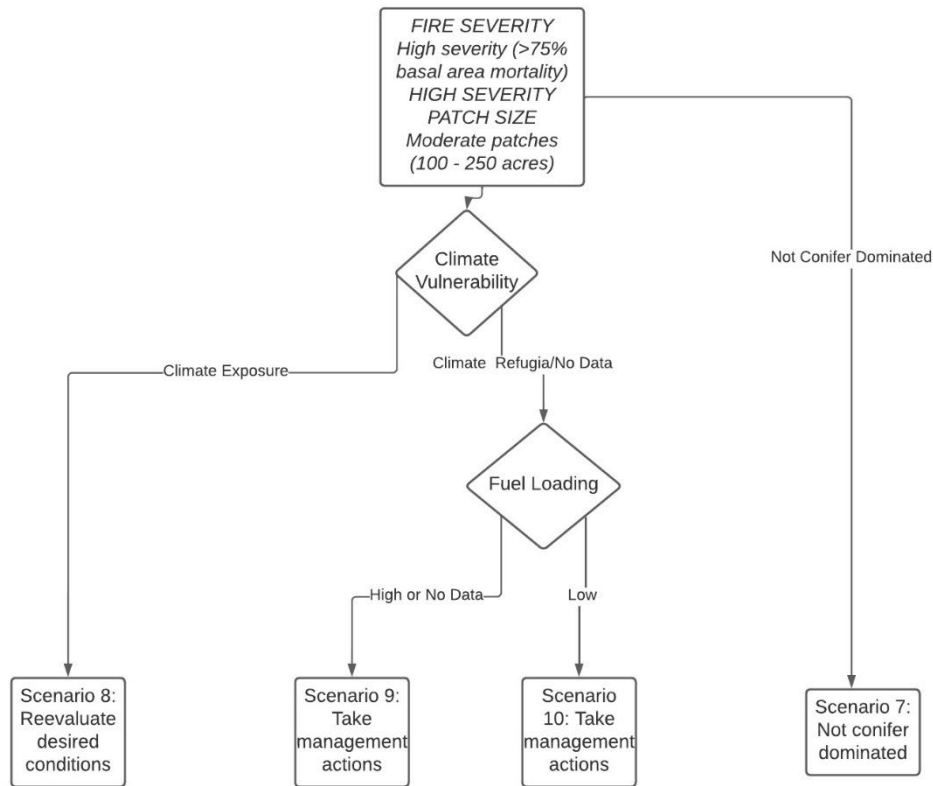 FIRE SEVERITY
High severity (>75%
basal area mortality)
HIGH SEVERITY
PATCH SIZE
Moderate patches
(100 - 250 acres)
Climate
Vulnerability
Not Conifer Dominated
Climate Exposure
Climate Refugia/No Data
Fuel Loading
High or No Data
Low
Scenario 8:
Reevaluate
desired
conditions
Scenario 9:
Take
management
actions
Scenario
10: Take
management
actions
Scenario 7:
Not conifer
dominated